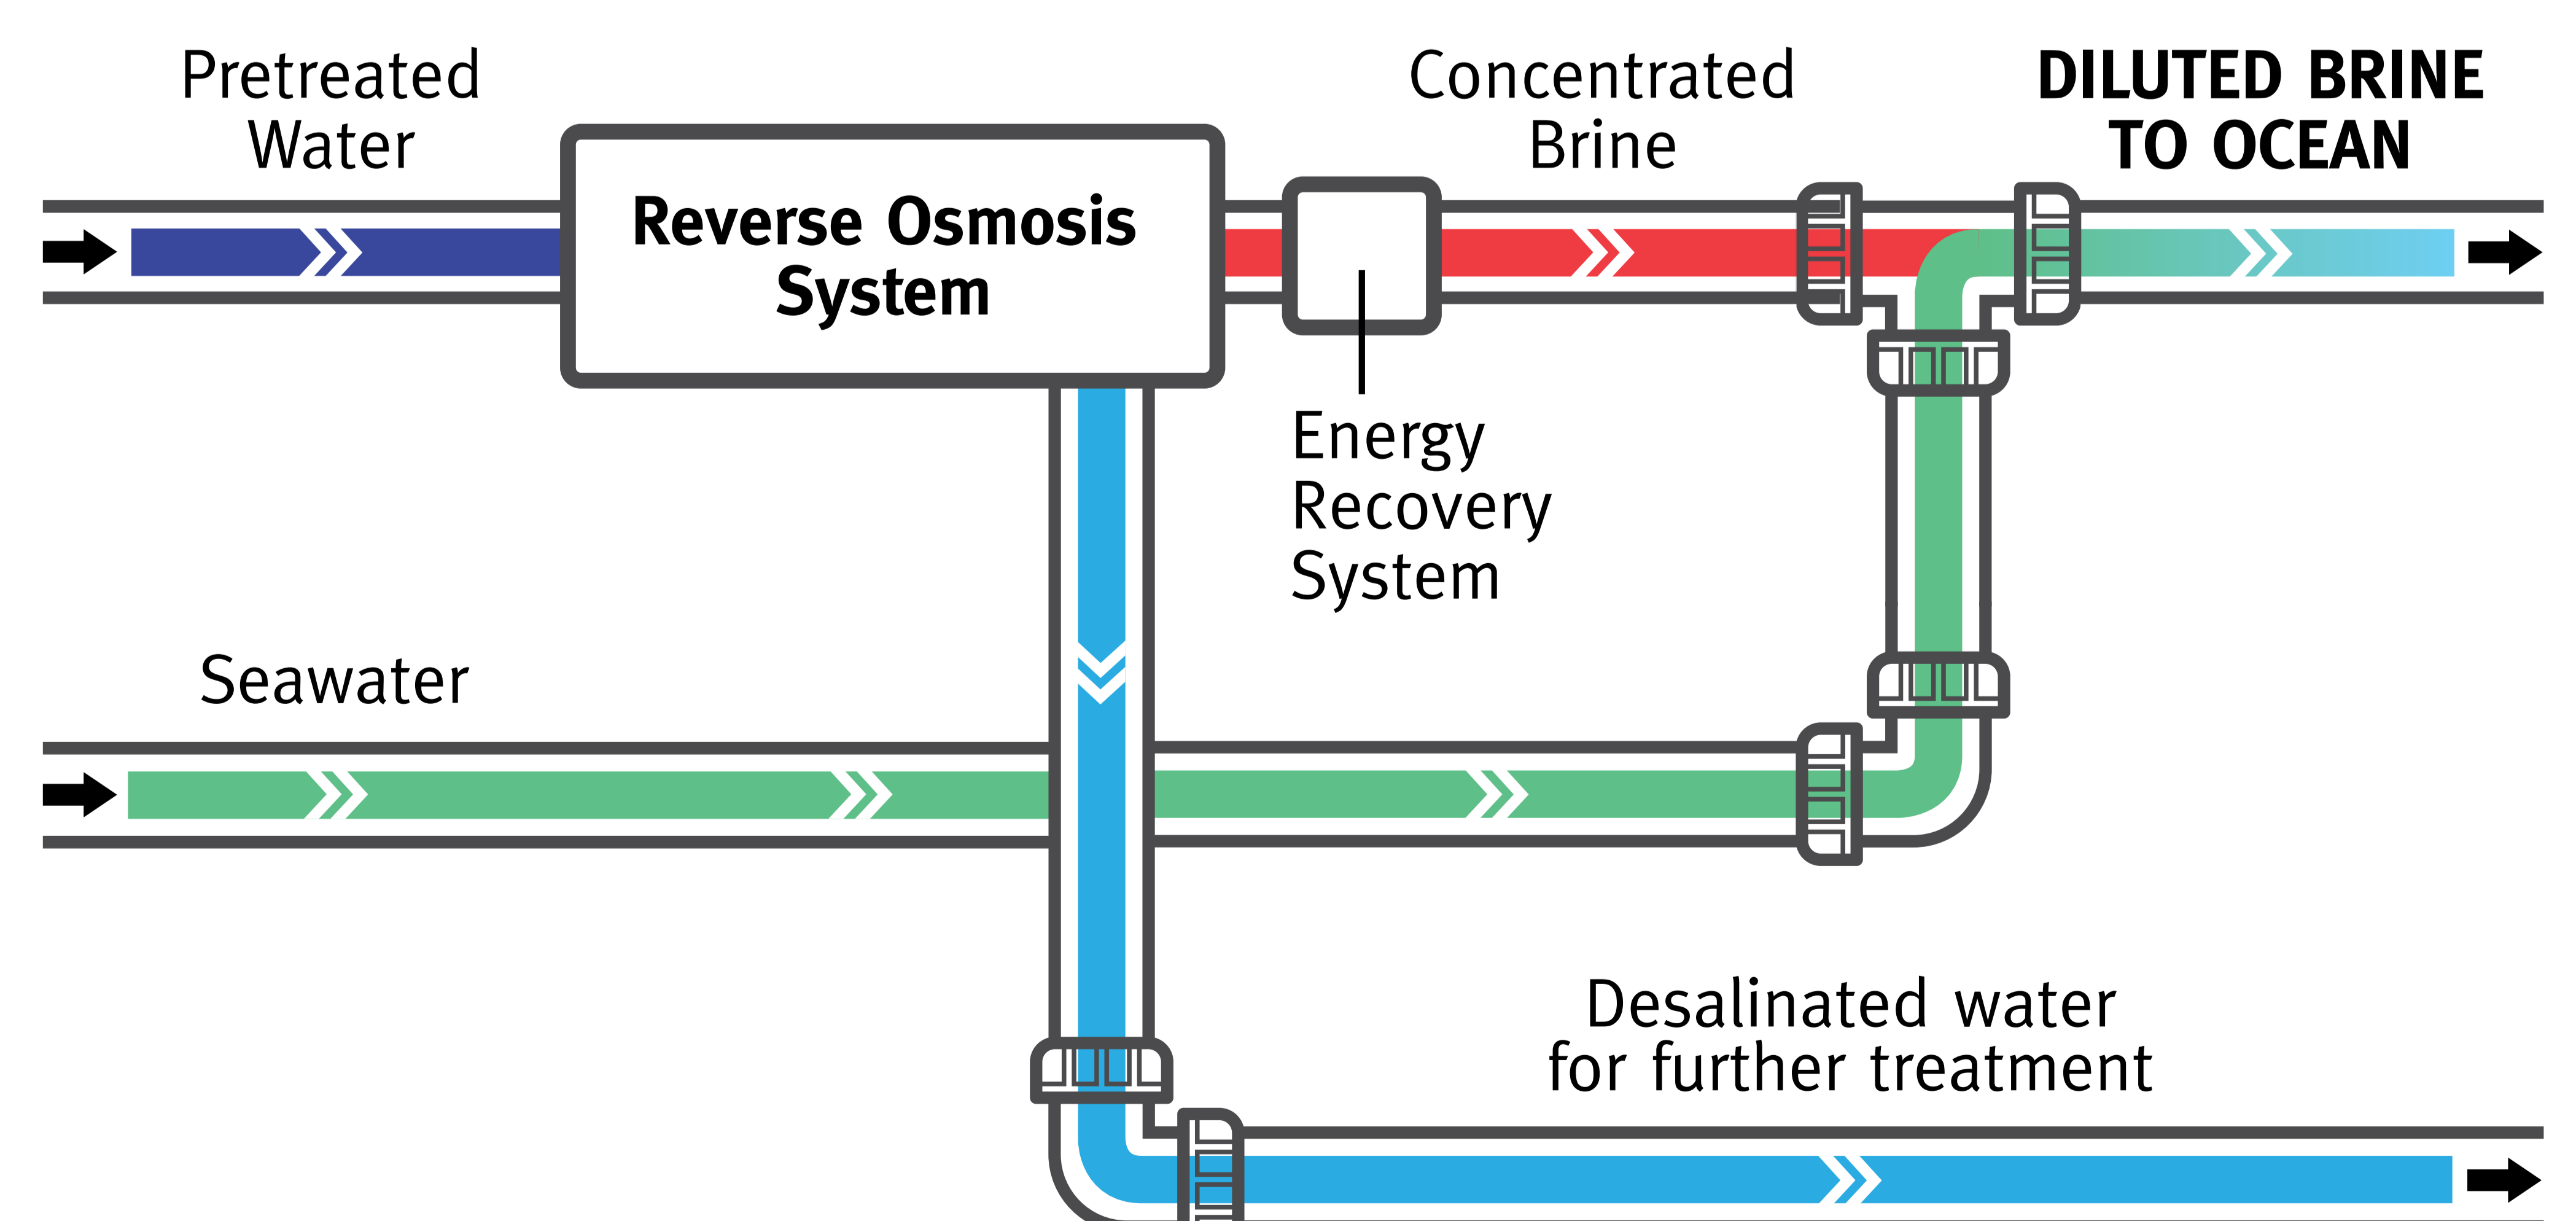 Pretreated
Water
Reverse Osmosis
System
Concentrated
Brine
DILUTED BRINE
TO OCEAN
Energy
Recovery
System
Seawater
Desalinated water
for further treatment